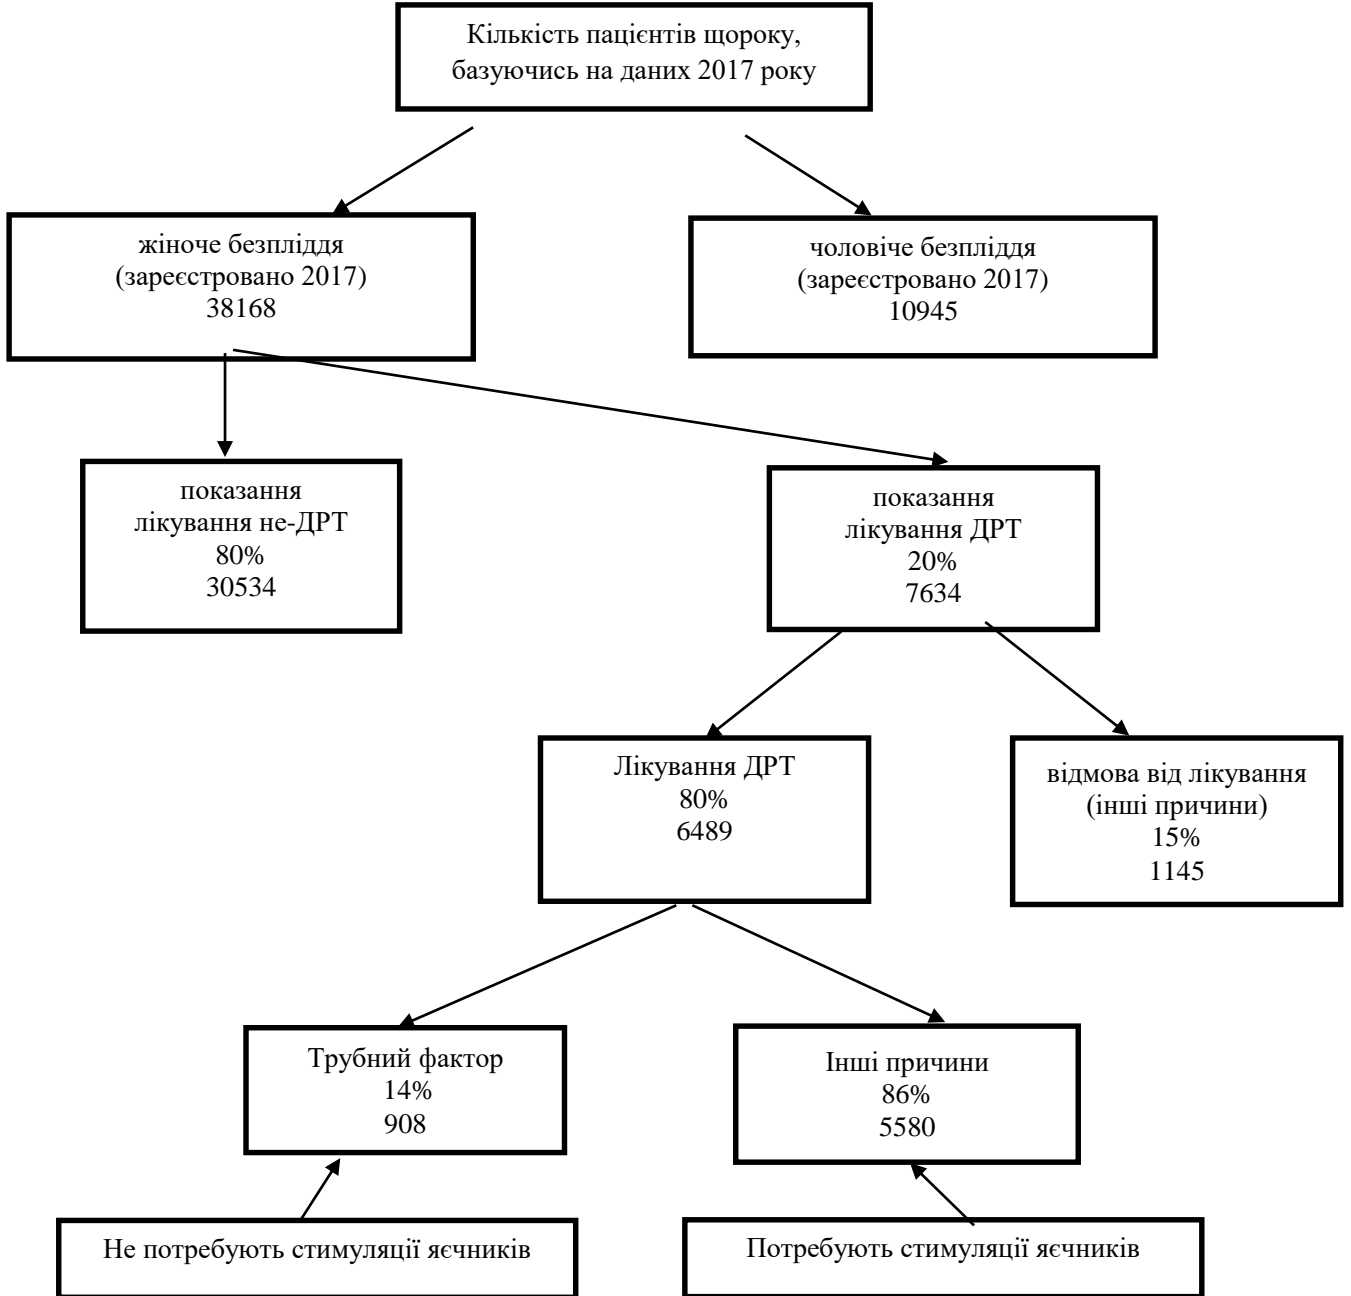 Кількість пацієнтів щороку,
базуючись на даних 2017 року
жіноче безпліддя
(зареєстровано 2017)
38168
чоловіче безпліддя
(зареєстровано 2017)
10945
показання
лікування не-ДРТ
80%
30534
показання
лікування ДРТ
20%
7634
Лікування ДРТ
80%
6489
відмова від лікування
(інші причини)
15%
1145
Трубний фактор
14%
908
Інші причини
86%
5580
Не потребують стимуляції яєчників
Потребують стимуляції яєчників